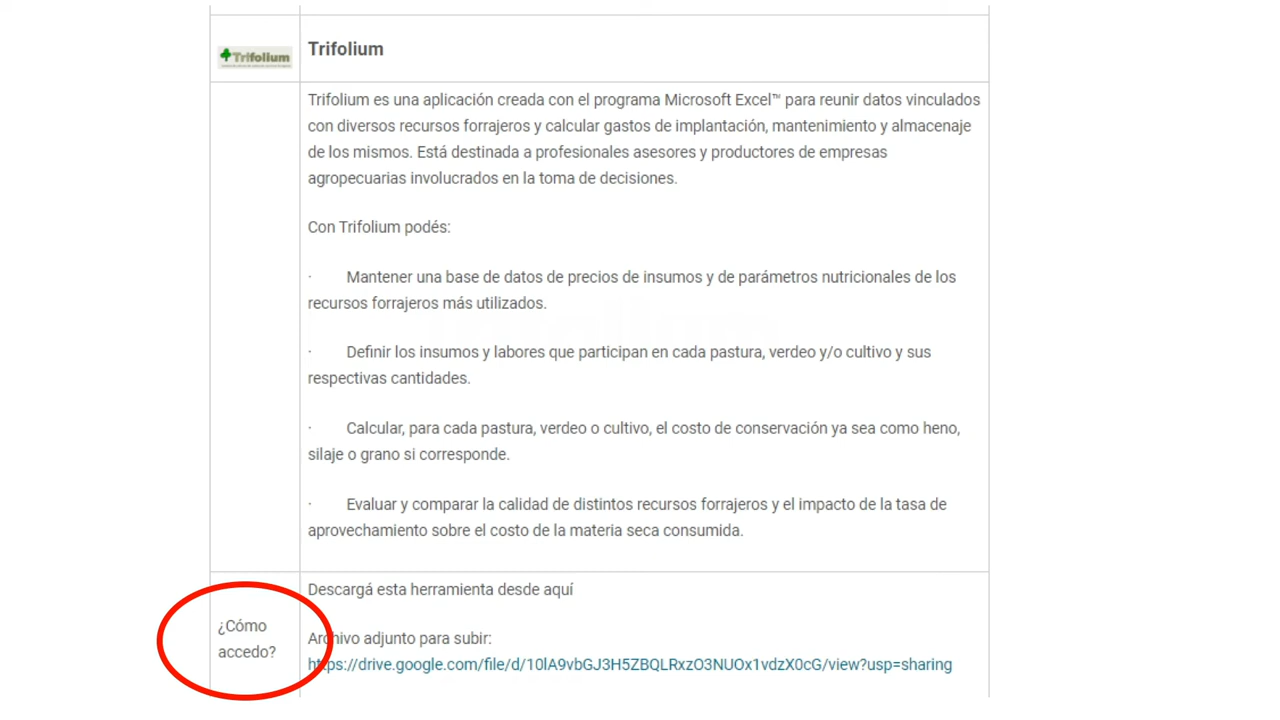 Trifolium
Trifolium
Trifolium es una aplicación creada con el programa Microsoft Excel™ para reunir datos vinculados
con diversos recursos forrajeros y calcular gastos de implantación, mantenimiento y almacenaje
de los mismos. Está destinada a profesionales asesores y productores de empresas
agropecuarias involucrados en la toma de decisiones.
Con Trifolium podés:
· Mantener una base de datos de precios de insumos y de parámetros nutricionales de los
recursos forrajeros más utilizados.
· Definir los insumos y labores que participan en cada pastura, verdeo y/o cultivo y sus
respectivas cantidades.
· Calcular, para cada pastura, verdeo o cultivo, el costo de conservación ya sea como heno,
silaje o grano si corresponde.
· Evaluar y comparar la calidad de distintos recursos forrajeros y el impacto de la tasa de
aprovechamiento sobre el costo de la materia seca consumida.
¿Cómo
accedo?
Descargá esta herramienta desde aquí
Archivo adjunto para subir:
https://drive.google.com/file/d/10lA9vbGJ3H5ZBQLRxzO3NUOx1vdzX0cG/view?usp=sharing